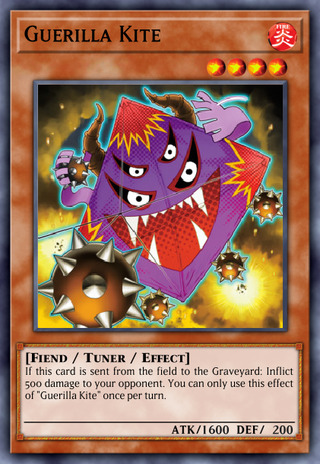 Guerilla Kite
FIRE
炎
[Fiend / Tuner / Effect]
If this card is sent from the field to the Graveyard: Inflict
500 damage to your opponent. You can only use this effect
of "Guerilla Kite" once per turn.
ATK/1600 DEF/ 200